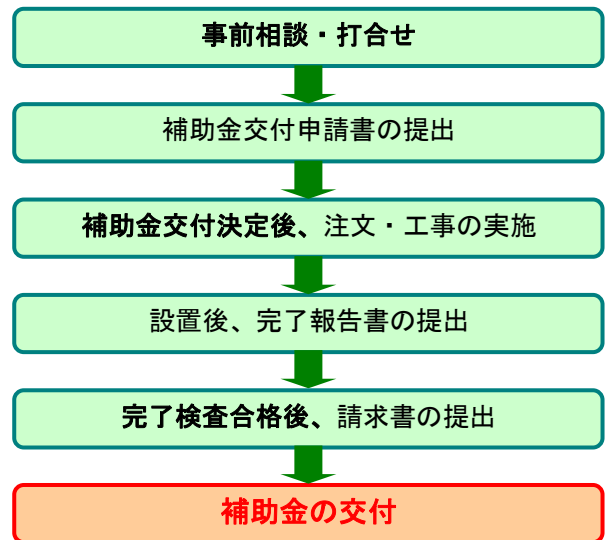 事前相談・打合せ
補助金交付申請書の提出
補助金交付決定後、注文・工事の実施
設置後、完了報告書の提出
完了検査合格後、請求書の提出
補助金の交付